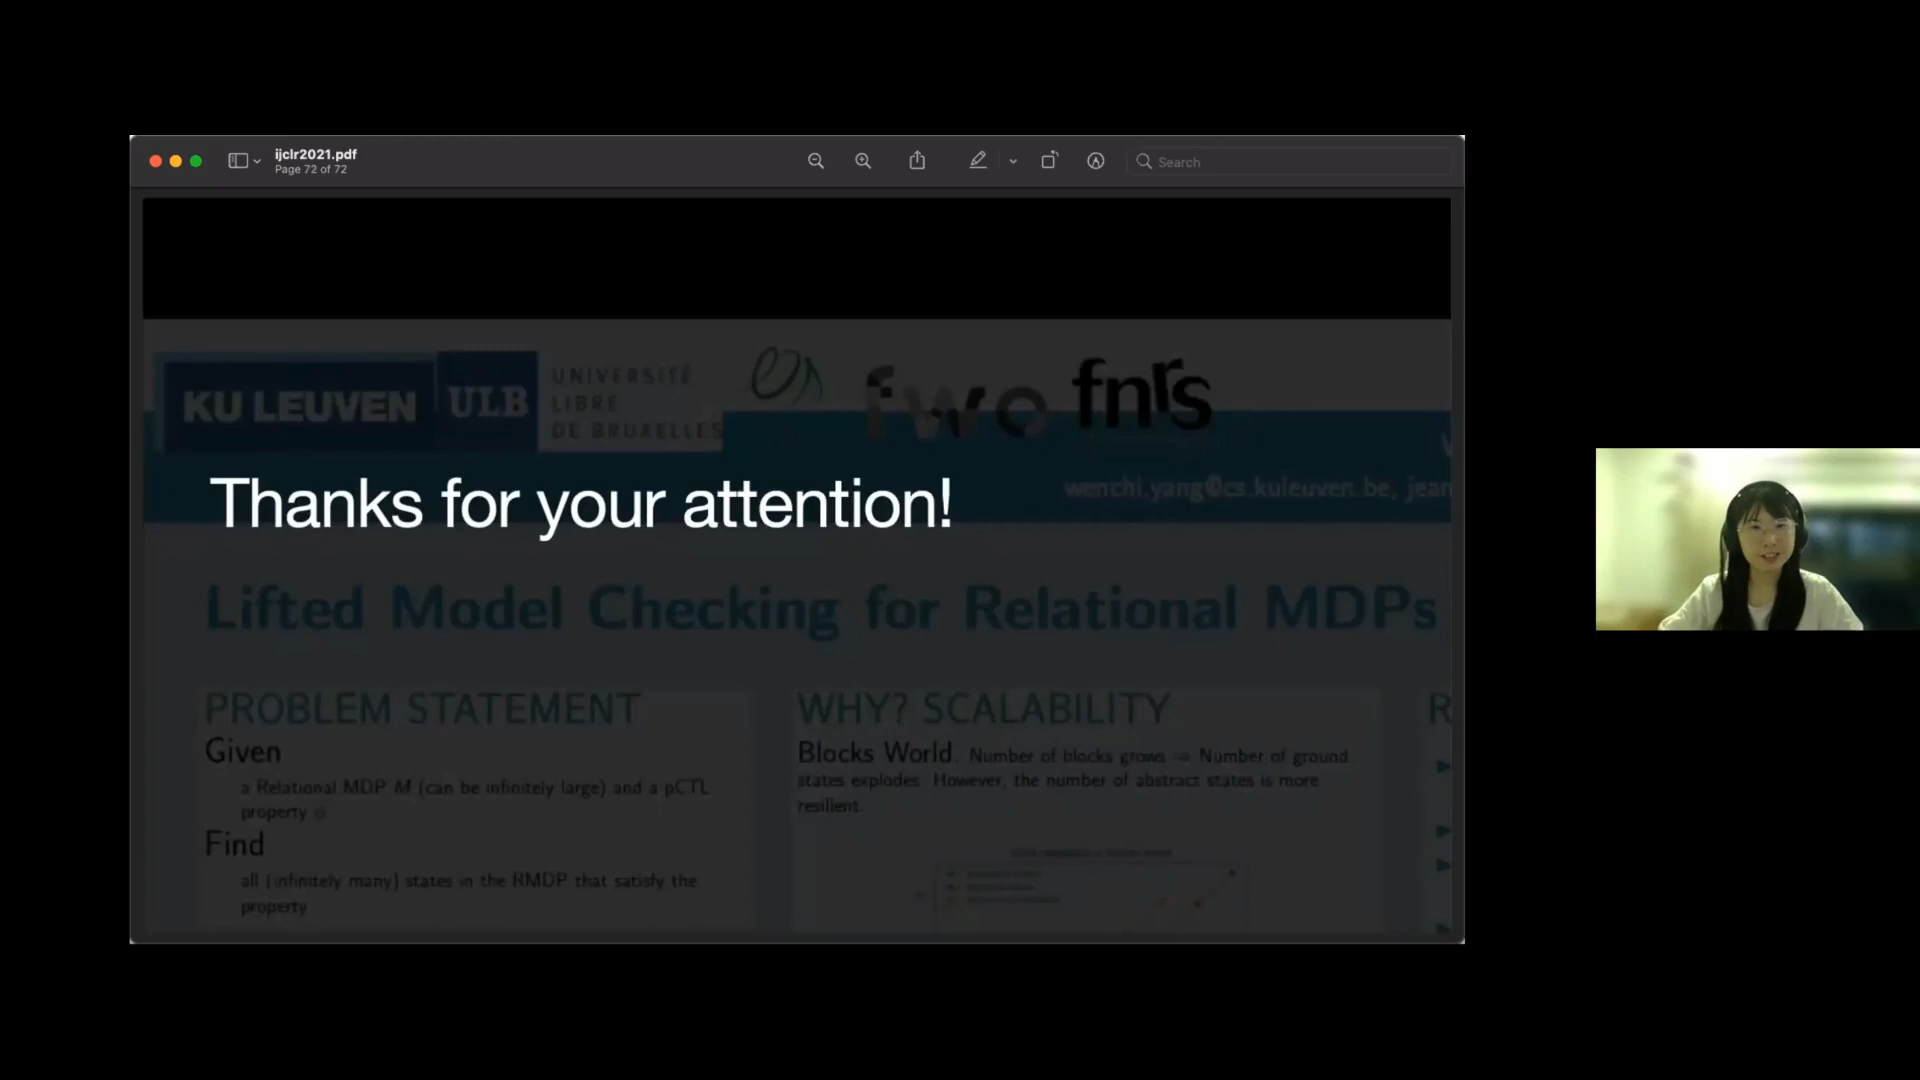 ijclr2021.pdf
Page 72 of 72
Search
KU LEUVEN
ULB
UNIVERSITÉ
LIBRE
DE BRUXELLES
fwo
fnrs
wenchi.yang@cs.kuleuven.be, jean
Thanks for your attention!
Lifted Model Checking for Relational MDPs
PROBLEM STATEMENT
Given
a Relational MDP M (can be infinitely large) and a pCTL
property ϕ
Find
all (infinitely many) states in the RMDP that satisfy the
property
WHY? SCALABILITY
Blocks World. Number of blocks grows ⇒ Number of ground
states explodes. However, the number of abstract states is more
resilient.
R